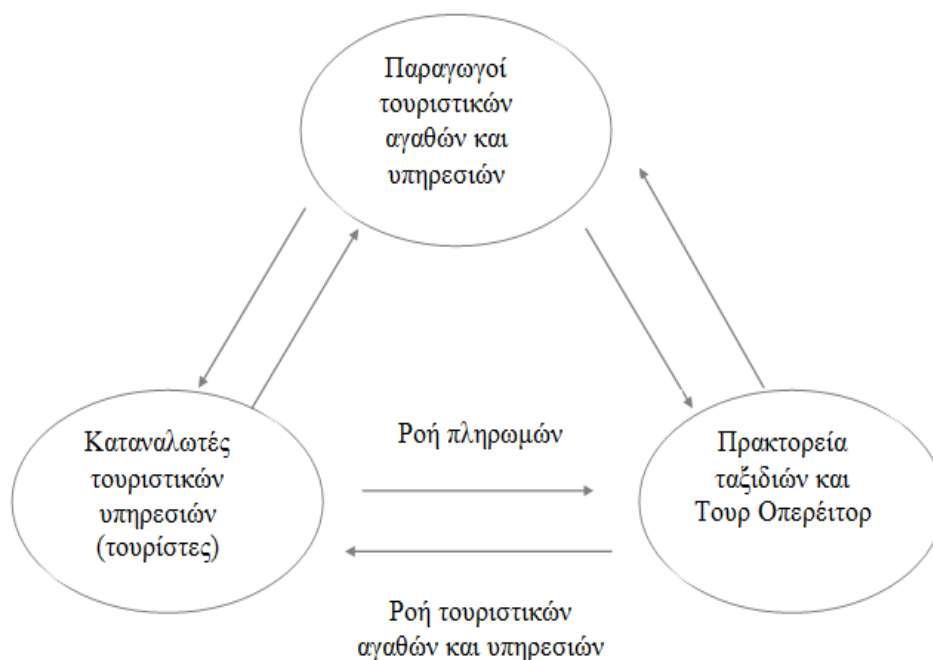 Παραγωγοί
τουριστικών
αγαθών και
υπηρεσιών
Καταναλωτές
τουριστικών
υπηρεσιών
(τουρίστες)
Ροή πληρωμών
Πρακτορεία
ταξιδιών και
Τουρ Οπερέιτορ
Ροή τουριστικών
αγαθών και υπηρεσιών